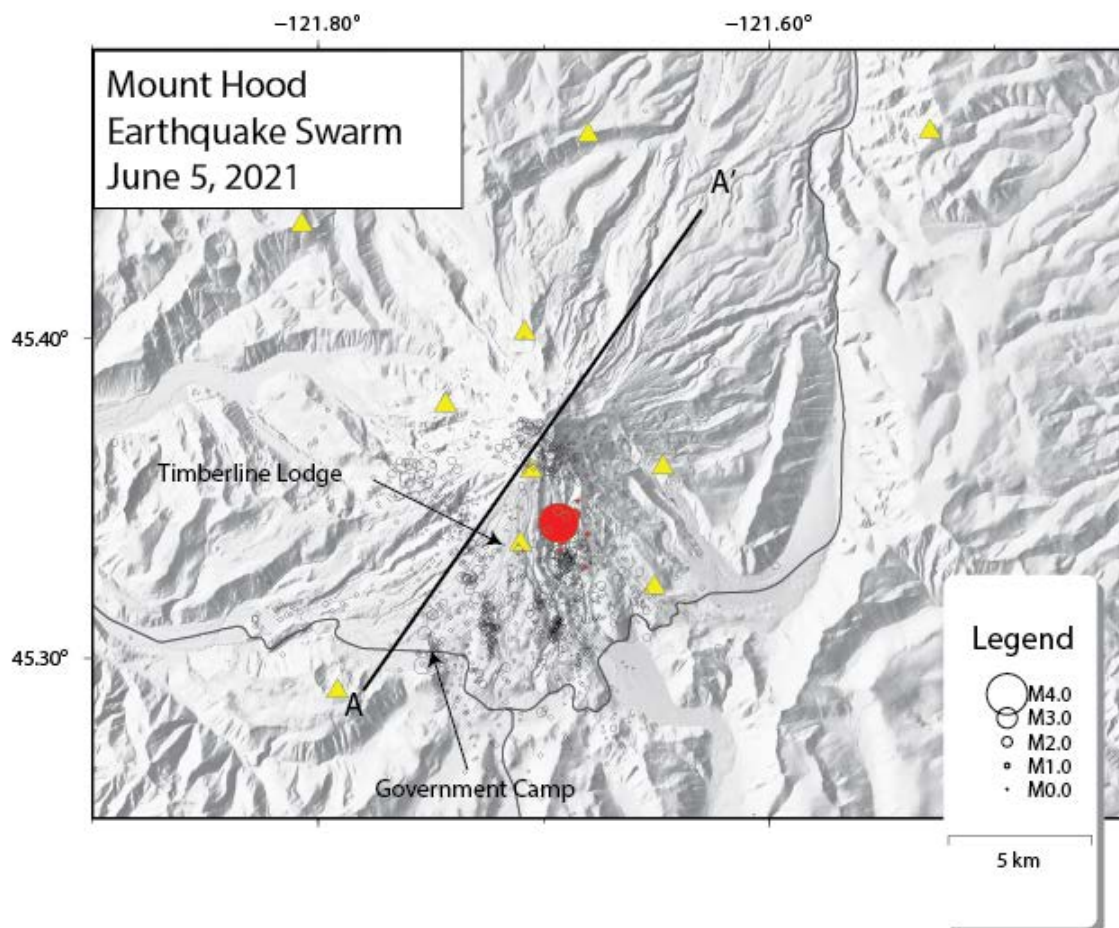 −121.80°
−121.60°
Mount Hood
Earthquake Swarm
June 5, 2021
A'
45.40°
Timberline Lodge
45.30°
A
Government Camp
Legend
M4.0
M3.0
M2.0
M1.0
M0.0
5 km